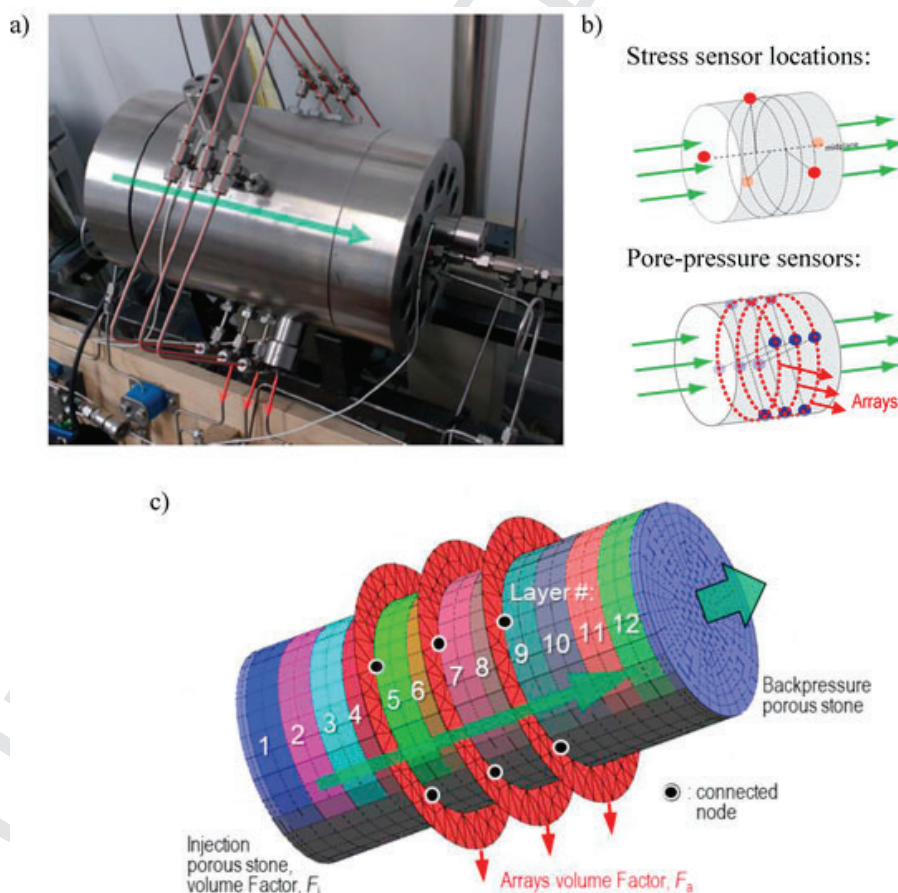 a)
b)
Stress sensor locations:
midplane
Pore-pressure sensors:
Arrays
c)
Layer #:
1 2 3 4 5 6 7 8 9 10 11 12
Backpressure
porous stone
: connected
node
Injection
porous stone,
volume Factor, Fi
Arrays volume Factor, Fa